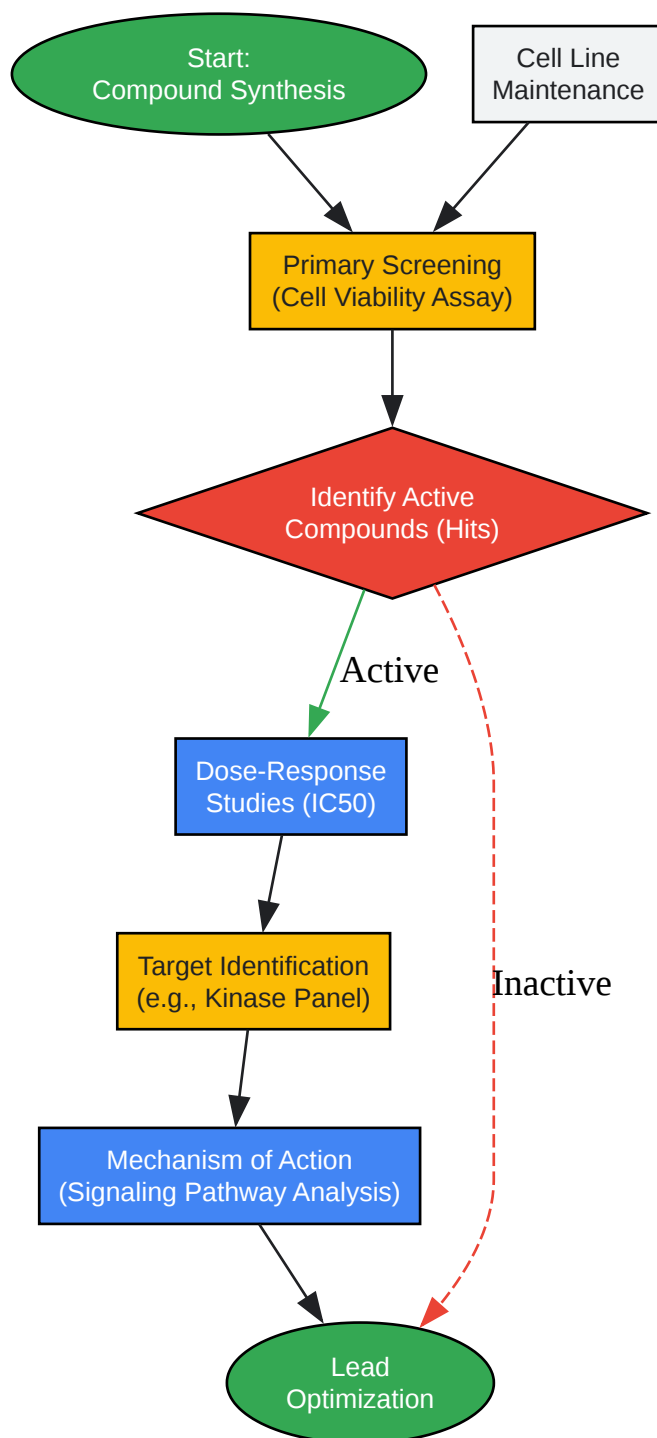 Start:
Compound Synthesis
Cell Line
Maintenance
Primary Screening
(Cell Viability Assay)
Identify Active
Compounds (Hits)
Active
Dose-Response
Studies (IC50)
Target Identification
(e.g., Kinase Panel)
Inactive
Mechanism of Action
(Signaling Pathway Analysis)
Lead
Optimization